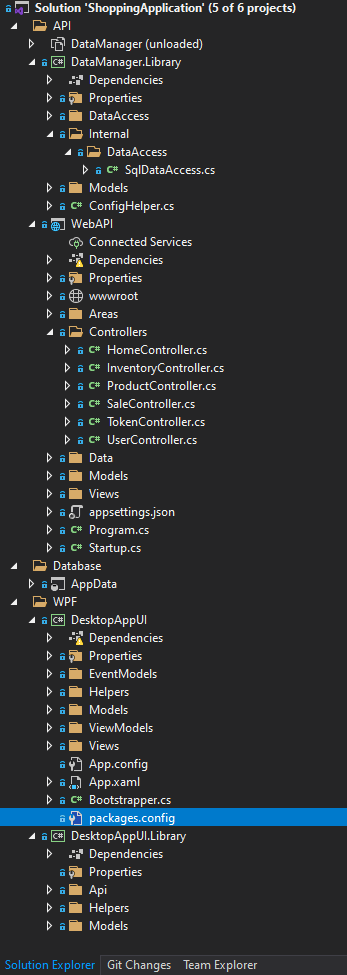 Solution 'ShoppingApplication' (5 of 6 projects)
API
DataManager (unloaded)
C# DataManager.Library
Dependencies
Properties
DataAccess
Internal
DataAccess
C# SqlDataAccess.cs
Models
C# ConfigHelper.cs
WebAPI
Connected Services
Dependencies
Properties
wwwroot
Areas
Controllers
C# HomeController.cs
C# InventoryController.cs
C# ProductController.cs
C# SaleController.cs
C# TokenController.cs
C# UserController.cs
Data
Models
Views
appsettings.json
C# Program.cs
C# Startup.cs
Database
AppData
WPF
C# DesktopAppUI
Dependencies
Properties
EventModels
Helpers
Models
ViewModels
Views
App.config
App.xaml
C# Bootstrapper.cs
packages.config
C# DesktopAppUI.Library
Dependencies
Properties
Api
Helpers
Models
Solution Explorer Git Changes Team Explorer